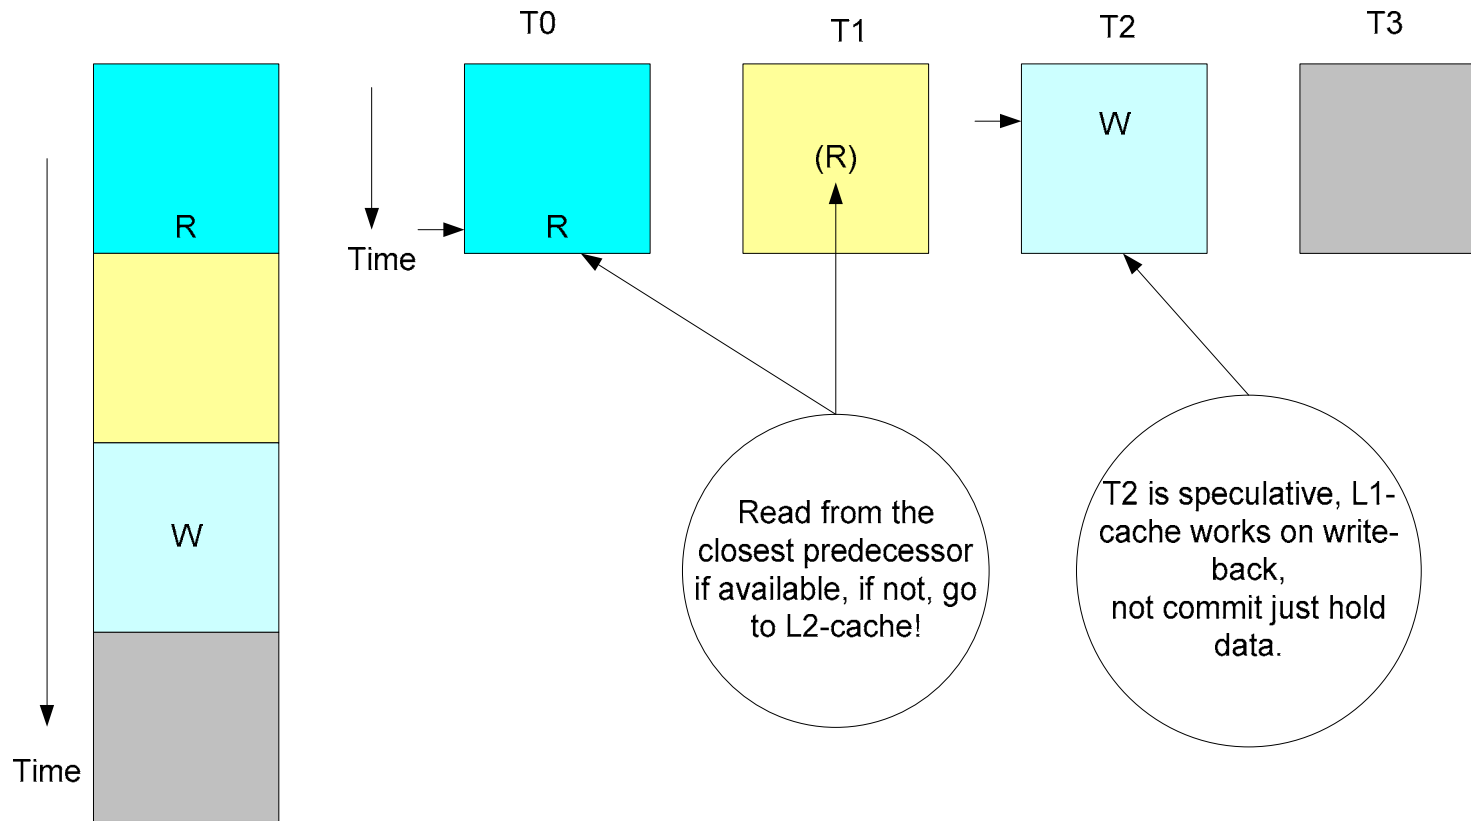 T0
T1
T2
T3
W
(R)
R
R
Time
W
Time
Read from the
closest predecessor
if available, if not, go
to L2-cache!
T2 is speculative, L1-
cache works on write-
back,
not commit just hold
data.